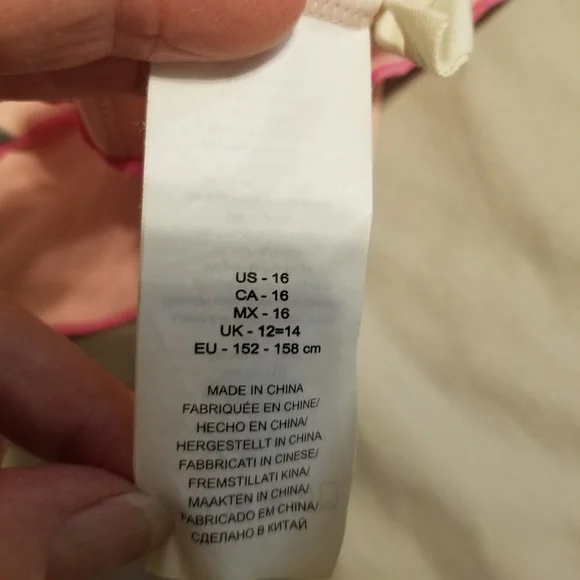 US - 16
CA - 16
MX - 16
UK - 12=14
EU - 152 - 158 cm
MADE IN CHINA
FABRIQUÉE EN CHINE/
HECHO EN CHINA/
HERGESTELLT IN CHINA
FABBRICATI IN CINESE/
FREMSTILLATI KINA/
MAAKTEN IN CHINA/
FABRICADO EM CHINA/
СДЕЛАНО В КИТАЙ